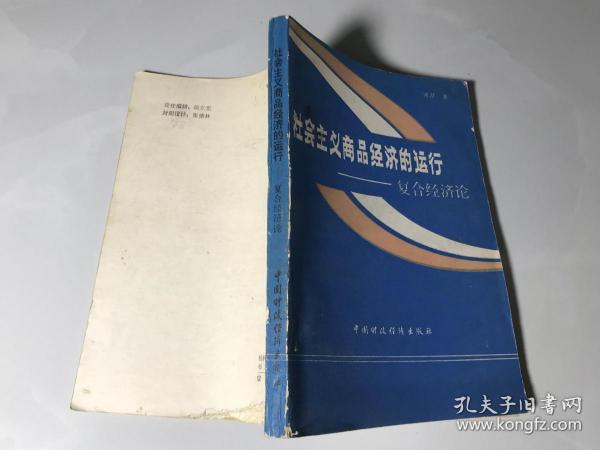 责任编辑:
封面设计:
社会主义商品经济的运行
复合经济论
中国财政经济出版社
著
社会主义商品经济的运行
——复合经济论
中国财政经济出版社
孔夫子旧书网
www.kongfz.com